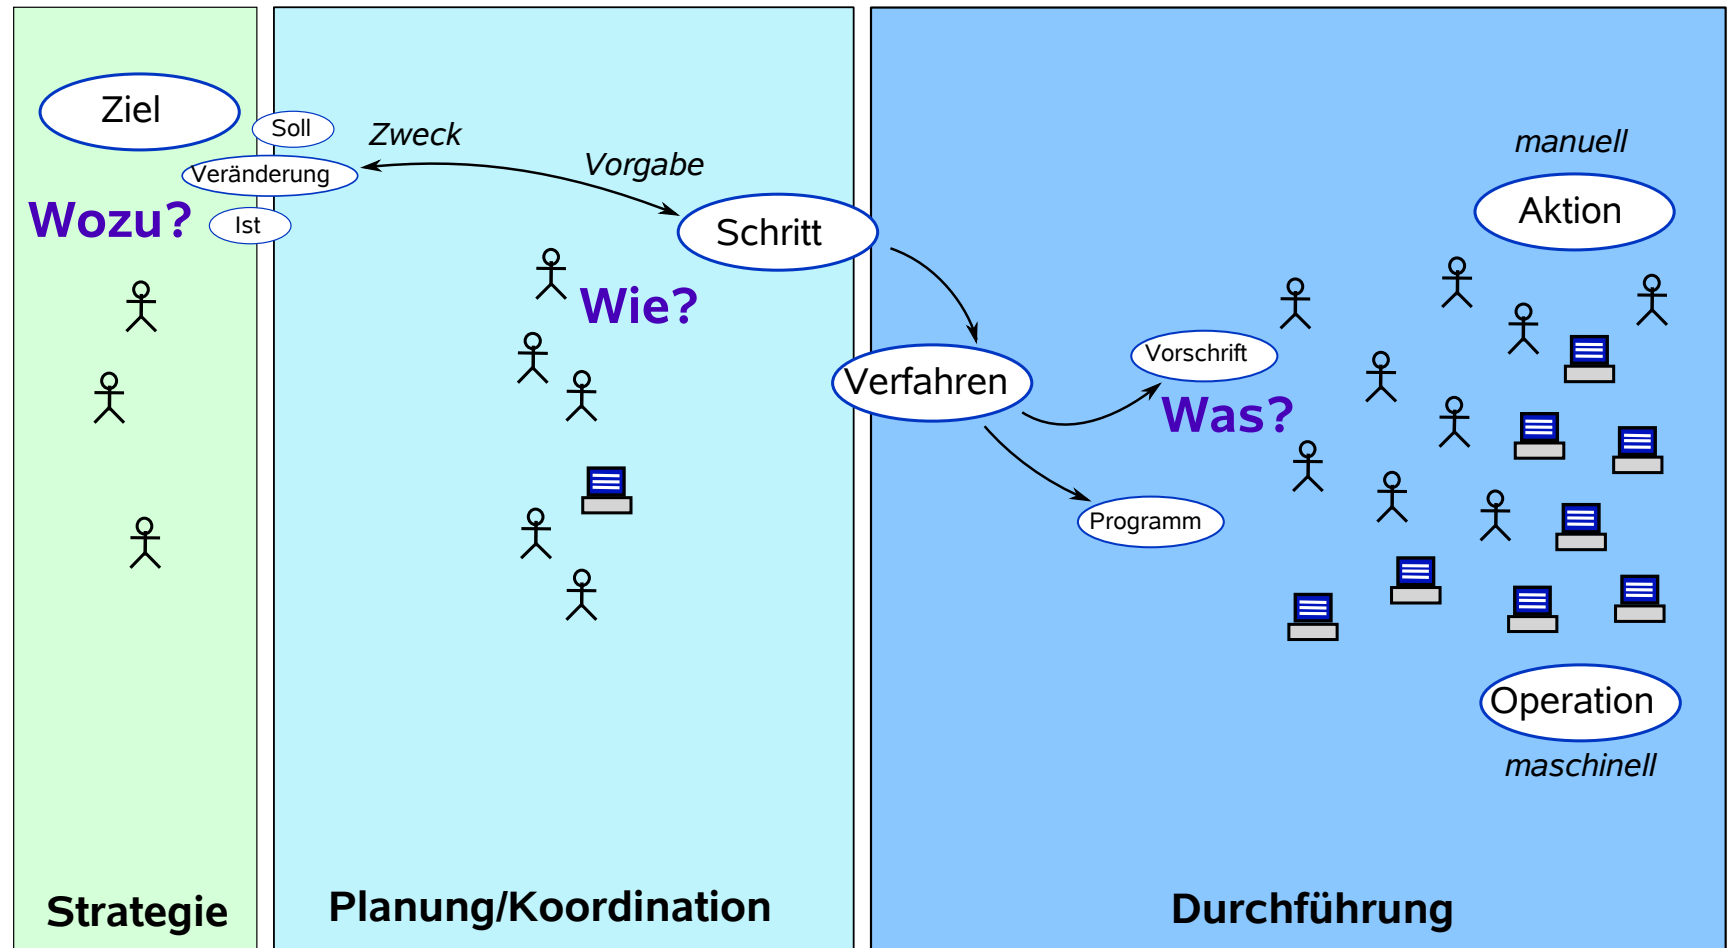 Ziel
Soll
Veränderung
Ist
Wozu?
Zweck
Vorgabe
Schritt
Wie?
Verfahren
Vorschrift
Was?
Programm
manuell
Aktion
Operation
maschinell
Strategie
Planung/Koordination
Durchführung